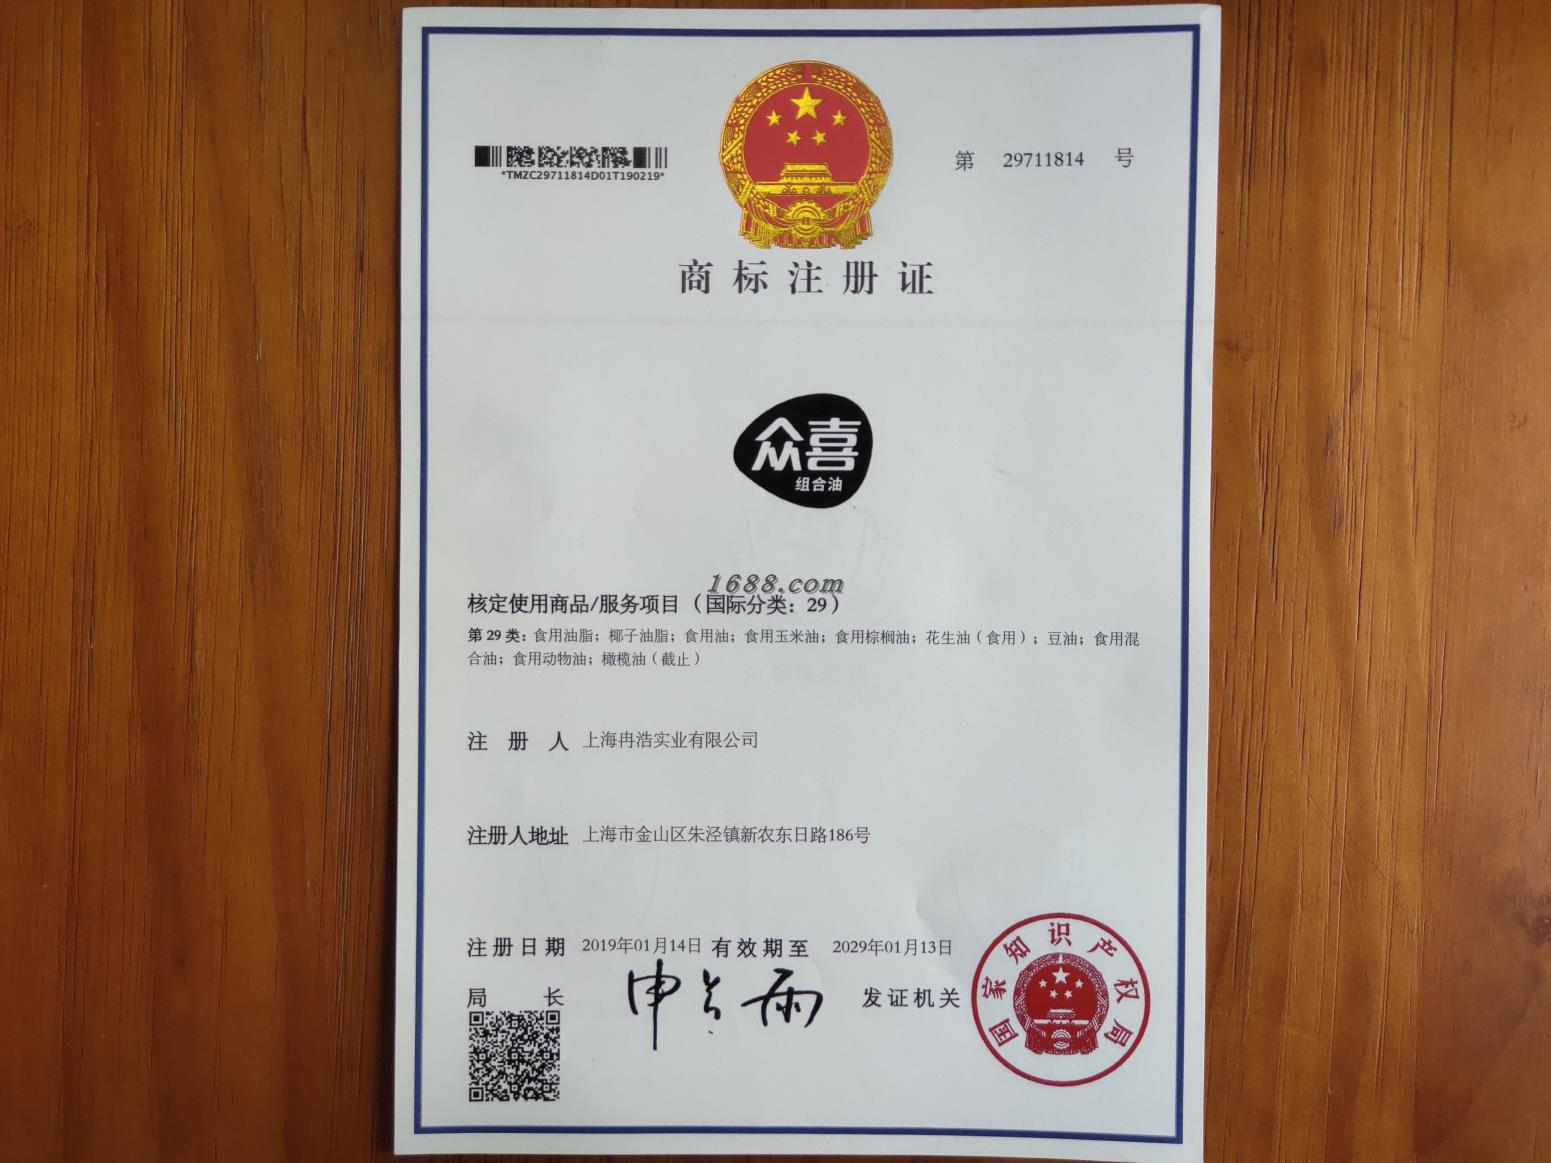 *TMZC29711814D01T190219*
第 29711814 号
商标注册证
众喜
组合油
1688.com
核定使用商品/服务项目（国际分类：29）
第 29 类：食用油脂；椰子油脂；食用油；食用玉米油；食用棕榈油；花生油（食用）；豆油；食用混
合油；食用动物油；橄榄油（截止）
注 册 人 上海冉浩实业有限公司
注册人地址 上海市金山区朱泾镇新农东日路186号
注册日期 2019年01月14日 有效期至 2029年01月13日
局 长 申长雨 发证机关
国家知识产权局